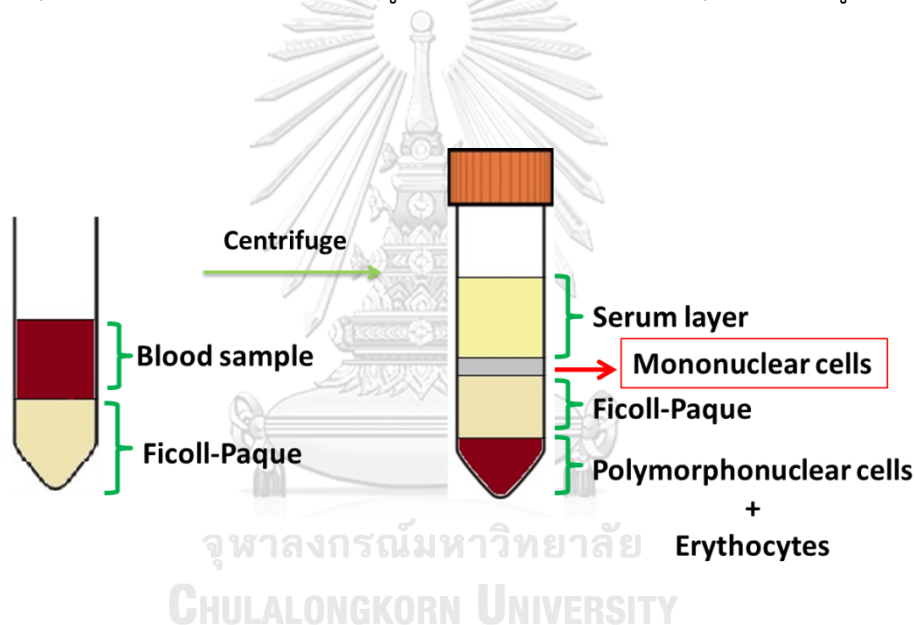 Centrifuge
Blood sample
Ficoll-Paque
Serum layer
Mononuclear cells
Ficoll-Paque
Polymorphonuclear cells
+
Erythocytes
จุฬาลงกรณ์มหาวิทยาลัย
CHULALONGKORN UNIVERSITY